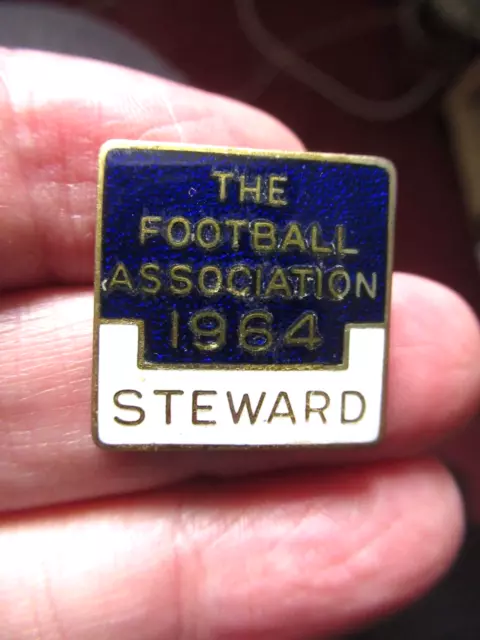 THE
FOOTBALL
ASSOCIATION
1964
STEWARD